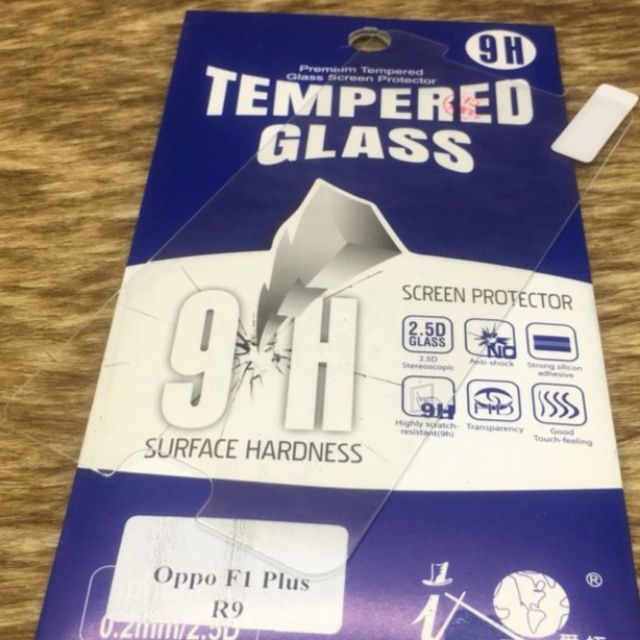 9H
Premium Tempered
Glass Screen Protector
TEMPERED
GLASS
9H
SURFACE HARDNESS
SCREEN PROTECTOR
2.5D
GLASS
2.5D
Stereoscopic
NO
Anti-shock
Strong silicon
adhesive
9H
Highly scratch-
resistant(9h)
Transparency
Good
Touch-feeling
Oppo F1 Plus
R9
0.2mm/2.5D
®